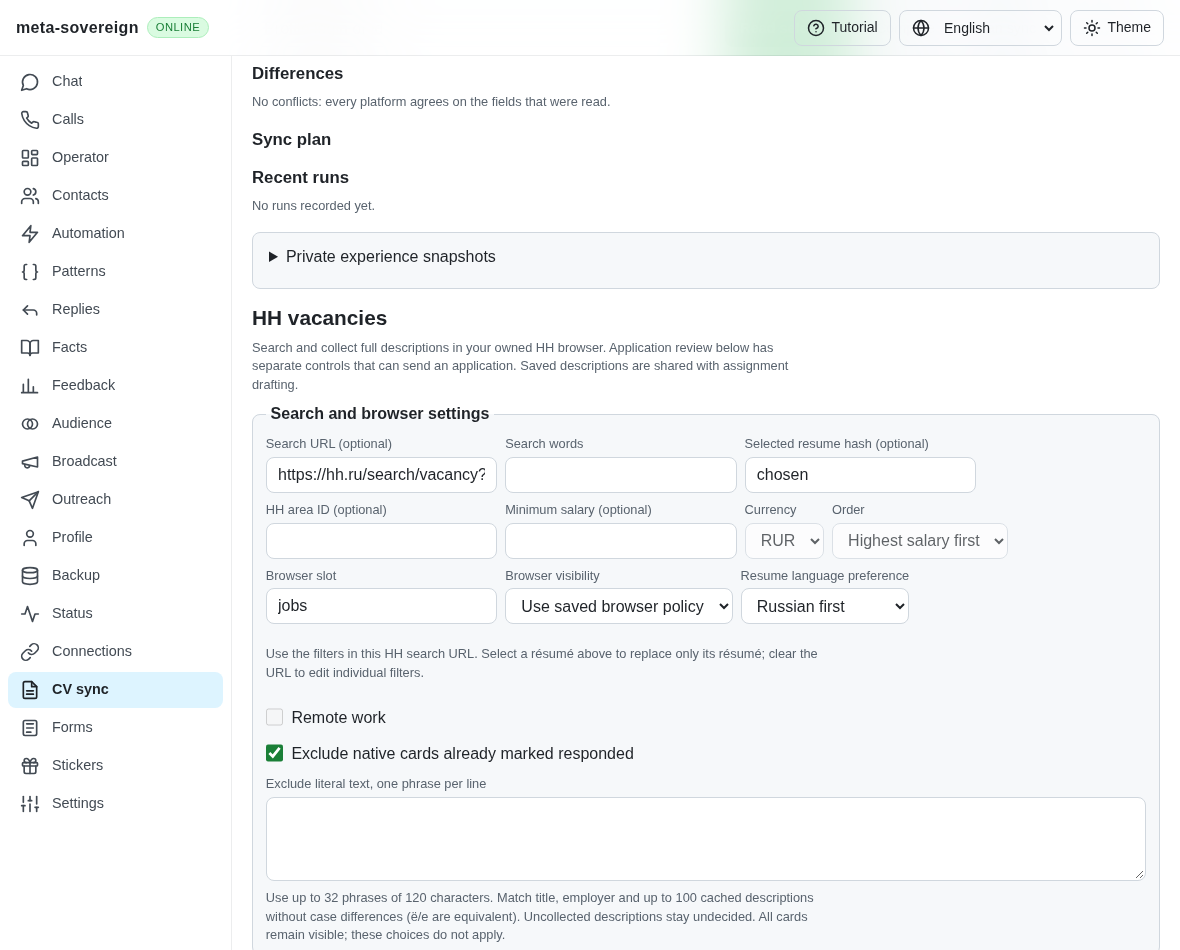 meta-sovereign
ONLINE
Tutorial
English
Theme
Chat
Calls
Operator
Contacts
Automation
Patterns
Replies
Facts
Feedback
Audience
Broadcast
Outreach
Profile
Backup
Status
Connections
CV sync
Forms
Stickers
Settings
Differences
No conflicts: every platform agrees on the fields that were read.
Sync plan
Recent runs
No runs recorded yet.
Private experience snapshots
HH vacancies
Search and collect full descriptions in your owned HH browser. Application review below has
separate controls that can send an application. Saved descriptions are shared with assignment
drafting.
Search and browser settings
Search URL (optional)
Search words
Selected resume hash (optional)
https://hh.ru/search/vacancy?
chosen
HH area ID (optional)
Minimum salary (optional)
Currency
Order
RUR
Highest salary first
Browser slot
Browser visibility
Resume language preference
jobs
Use saved browser policy
Russian first
Use the filters in this HH search URL. Select a résumé above to replace only its résumé; clear the
URL to edit individual filters.
Remote work
Exclude native cards already marked responded
Exclude literal text, one phrase per line
Use up to 32 phrases of 120 characters. Match title, employer and up to 100 cached descriptions
without case differences (ё/е are equivalent). Uncollected descriptions stay undecided. All cards
remain visible; these choices do not apply.